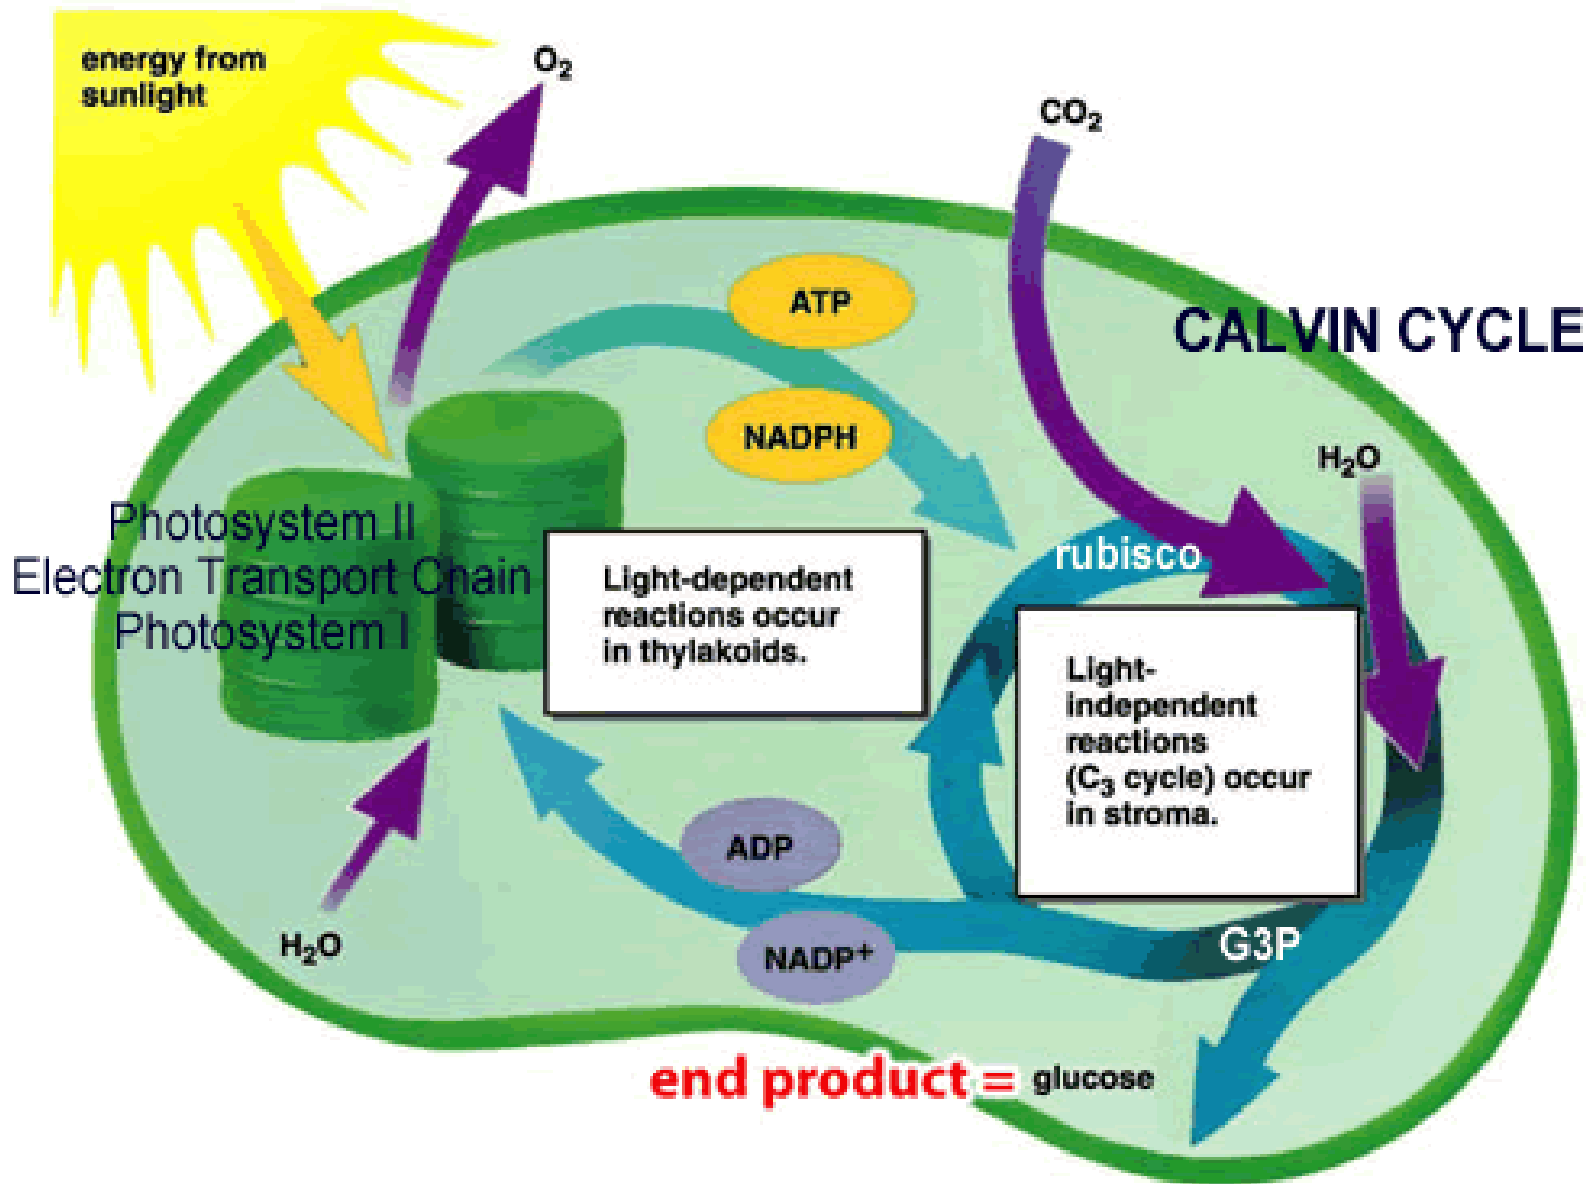 energy from
sunlight
O₂
CO₂
ATP
CALVIN CYCLE
NADPH
H₂O
Photosystem II
Electron Transport Chain
Photosystem I
rubisco
Light-dependent
reactions occur
in thylakoids.
Light-
independent
reactions
(C₃ cycle) occur
in stroma.
ADP
NADP⁺
H₂O
G3P
end product = glucose